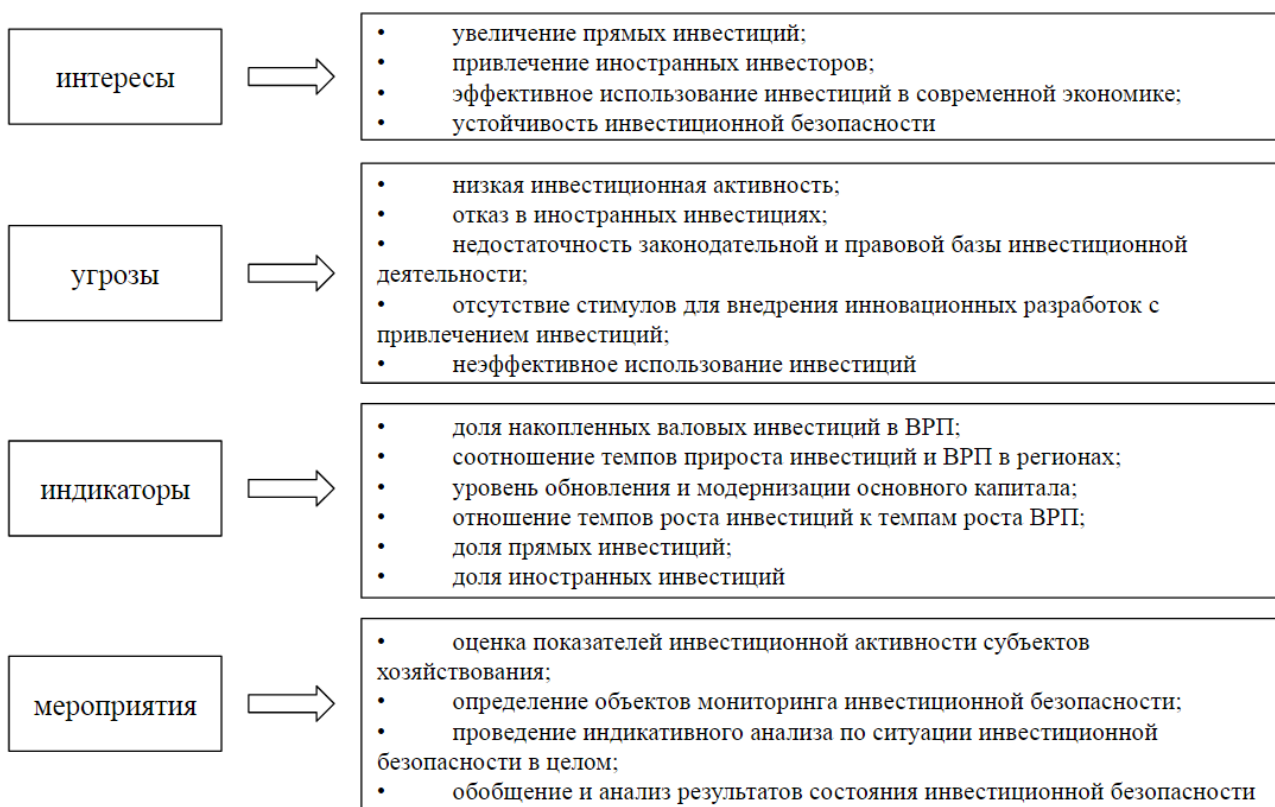 интересы
• увеличение прямых инвестиций;
• привлечение иностранных инвесторов;
• эффективное использование инвестиций в современной экономике;
• устойчивость инвестиционной безопасности
угрозы
• низкая инвестиционная активность;
• отказ в иностранных инвестициях;
• недостаточность законодательной и правовой базы инвестиционной
деятельности;
• отсутствие стимулов для внедрения инновационных разработок с
привлечением инвестиций;
• неэффективное использование инвестиций
индикаторы
• доля накопленных валовых инвестиций в ВРП;
• соотношение темпов прироста инвестиций и ВРП в регионах;
• уровень обновления и модернизации основного капитала;
• отношение темпов роста инвестиций к темпам роста ВРП;
• доля прямых инвестиций;
• доля иностранных инвестиций
мероприятия
• оценка показателей инвестиционной активности субъектов
хозяйствования;
• определение объектов мониторинга инвестиционной безопасности;
• проведение индикативного анализа по ситуации инвестиционной
безопасности в целом;
• обобщение и анализ результатов состояния инвестиционной безопасности